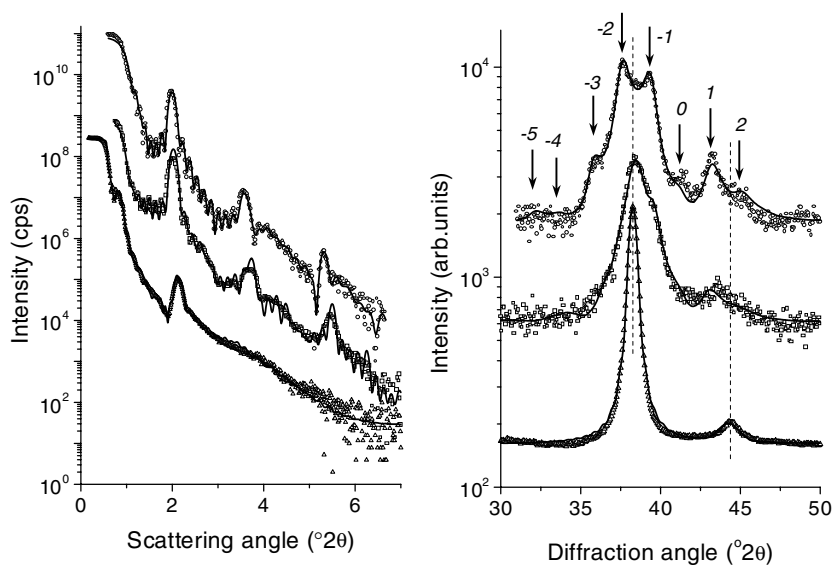 10^10
10^8
10^6
10^4
10^2
10^0
Intensity (cps)
0 2 4 6
Scattering angle (°2θ)
-5 -4 -3 -2 -1 0 1 2
10^4
10^3
10^2
Intensity (arb.units)
30 35 40 45 50
Diffraction angle (°2θ)